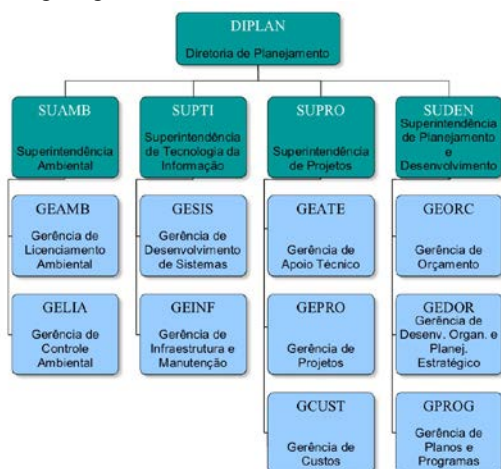 DIPLAN
Diretoria de Planejamento
SUAMB
Superintendência
Ambiental
SUPTI
Superintendência
de Tecnologia da
Informação
SUPRO
Superintendência
de Projetos
SUDEN
Superintendência
de Planejamento
e
Desenvolvimento
GEAMB
Gerência de
Licenciamento
Ambiental
GESIS
Gerência de
Desenvolvimento
de Sistemas
GEATE
Gerência de
Apoio Técnico
GEORC
Gerência de
Orçamento
GELIA
Gerência de
Controle
Ambiental
GEINF
Gerência de
Infraestrutura e
Manutenção
GEPRO
Gerência de
Projetos
GEDOR
Gerência de
Desenv. Organ. e
Planej.
Estratégico
GCUST
Gerência de
Custos
GPROG
Gerência de
Planos e
Programas